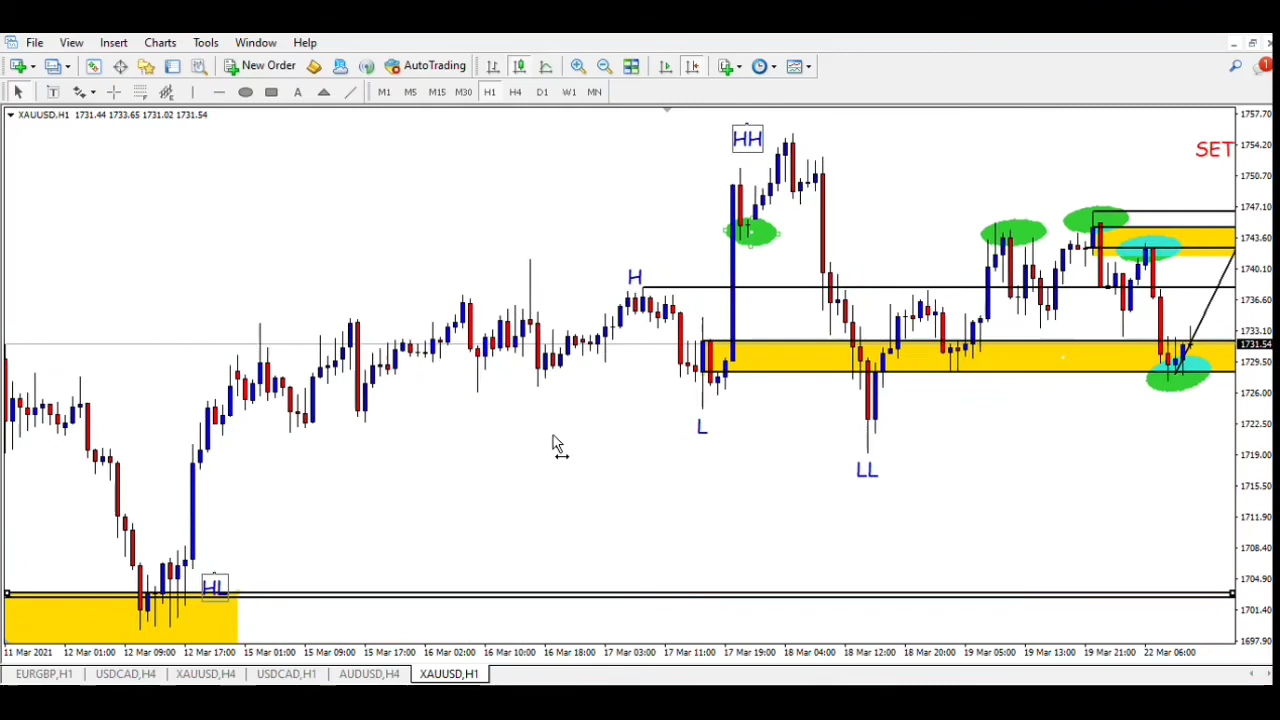 File View Insert Charts Tools Window Help
New Order AutoTrading
M1 M5 M15 M30 H1 H4 D1 W1 MN
XAUUSD,H1 1731.44 1733.65 1731.02 1731.54
HH
SET
H
L
LL
HL
1757.70
1754.20
1750.70
1747.10
1743.60
1740.10
1736.60
1733.10
1731.54
1729.50
1726.00
1722.50
1719.00
1715.50
1711.90
1708.40
1704.90
1701.40
1697.90
11 Mar 2021 12 Mar 01:00 12 Mar 09:00 12 Mar 17:00 15 Mar 01:00 15 Mar 09:00 15 Mar 17:00 16 Mar 02:00 16 Mar 10:00 16 Mar 18:00 17 Mar 03:00 17 Mar 11:00 17 Mar 19:00 18 Mar 04:00 18 Mar 12:00 18 Mar 20:00 19 Mar 05:00 19 Mar 13:00 19 Mar 21:00 22 Mar 06:00
EURGBP,H1 USDCAD,H4 XAUUSD,H4 USDCAD,H1 AUDUSD,H4 XAUUSD,H1